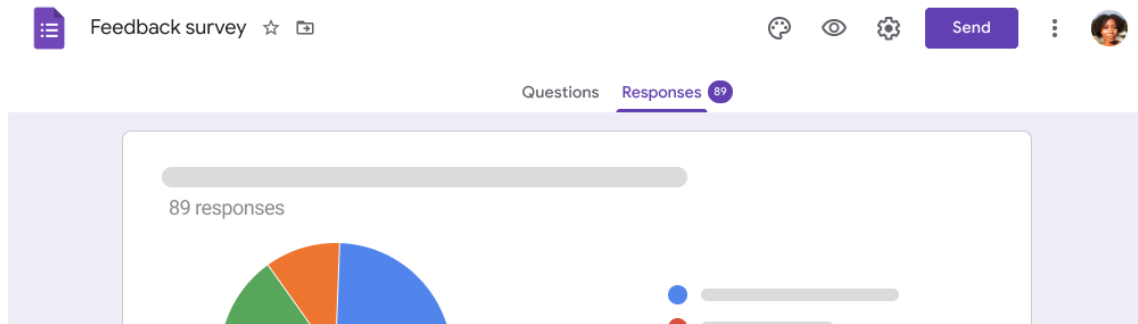 Feedback survey
Send
Questions
Responses 89
89 responses